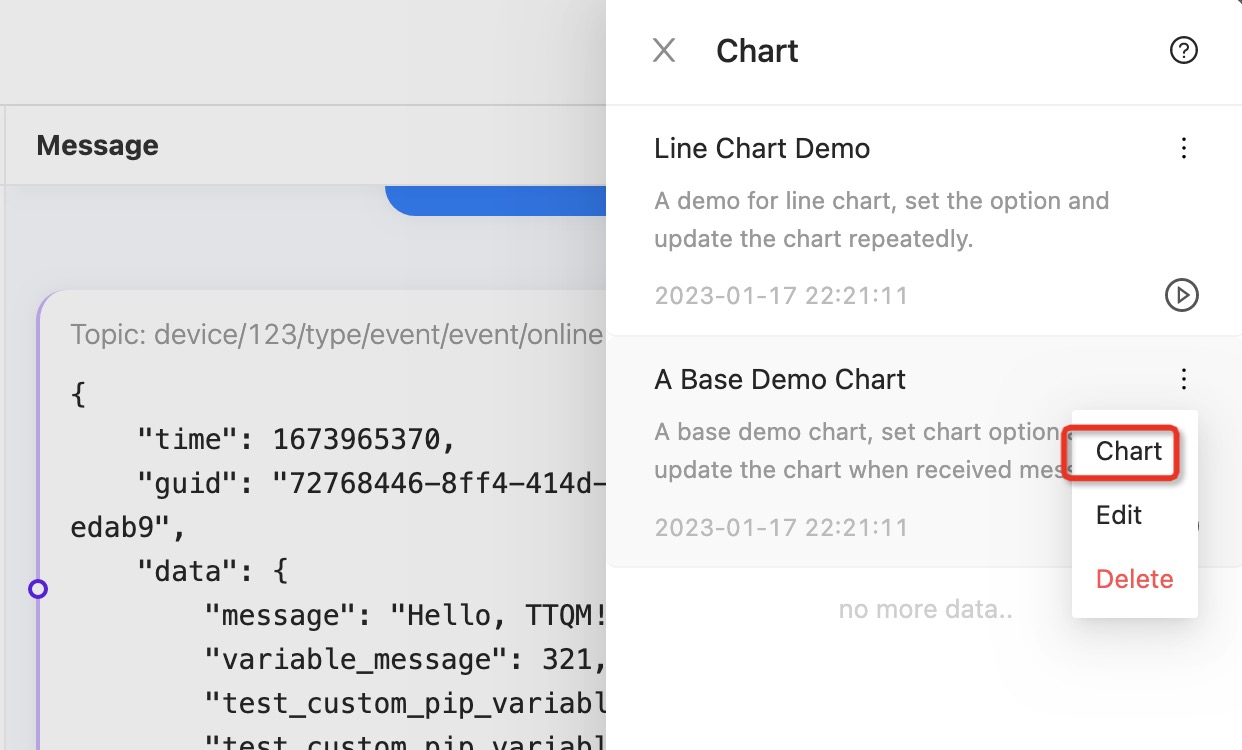 Message
Topic: device/123/type/event/event/online
{
"time": 1673965370,
"guid": "72768446-8ff4-414d-
edab9",
"data": {
"message": "Hello, TTQM!
"variable_message": 321,
"test_custom_pip_variabl
"test_custom_pip_variabl
Chart
Line Chart Demo
A demo for line chart, set the option and
update the chart repeatedly.
2023-01-17 22:21:11
A Base Demo Chart
A base demo chart, set chart option
update the chart when received mes
2023-01-17 22:21:11
Chart
Edit
Delete
no more data..